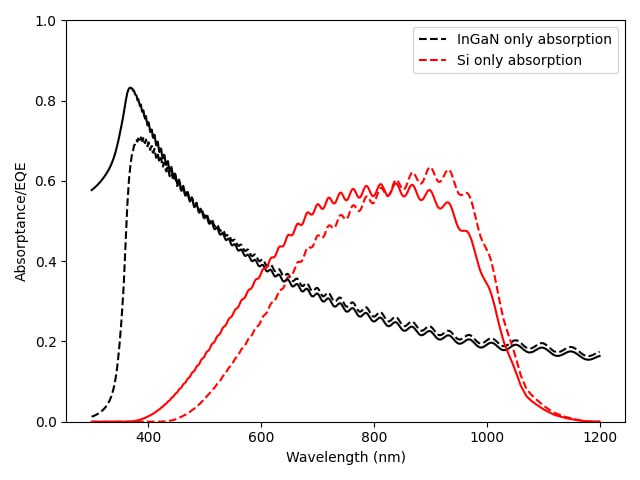 1.0
0.8
0.6
0.4
0.2
0.0
Absorptance/EQE
InGaN only absorption
Si only absorption
400 600 800 1000 1200
Wavelength (nm)